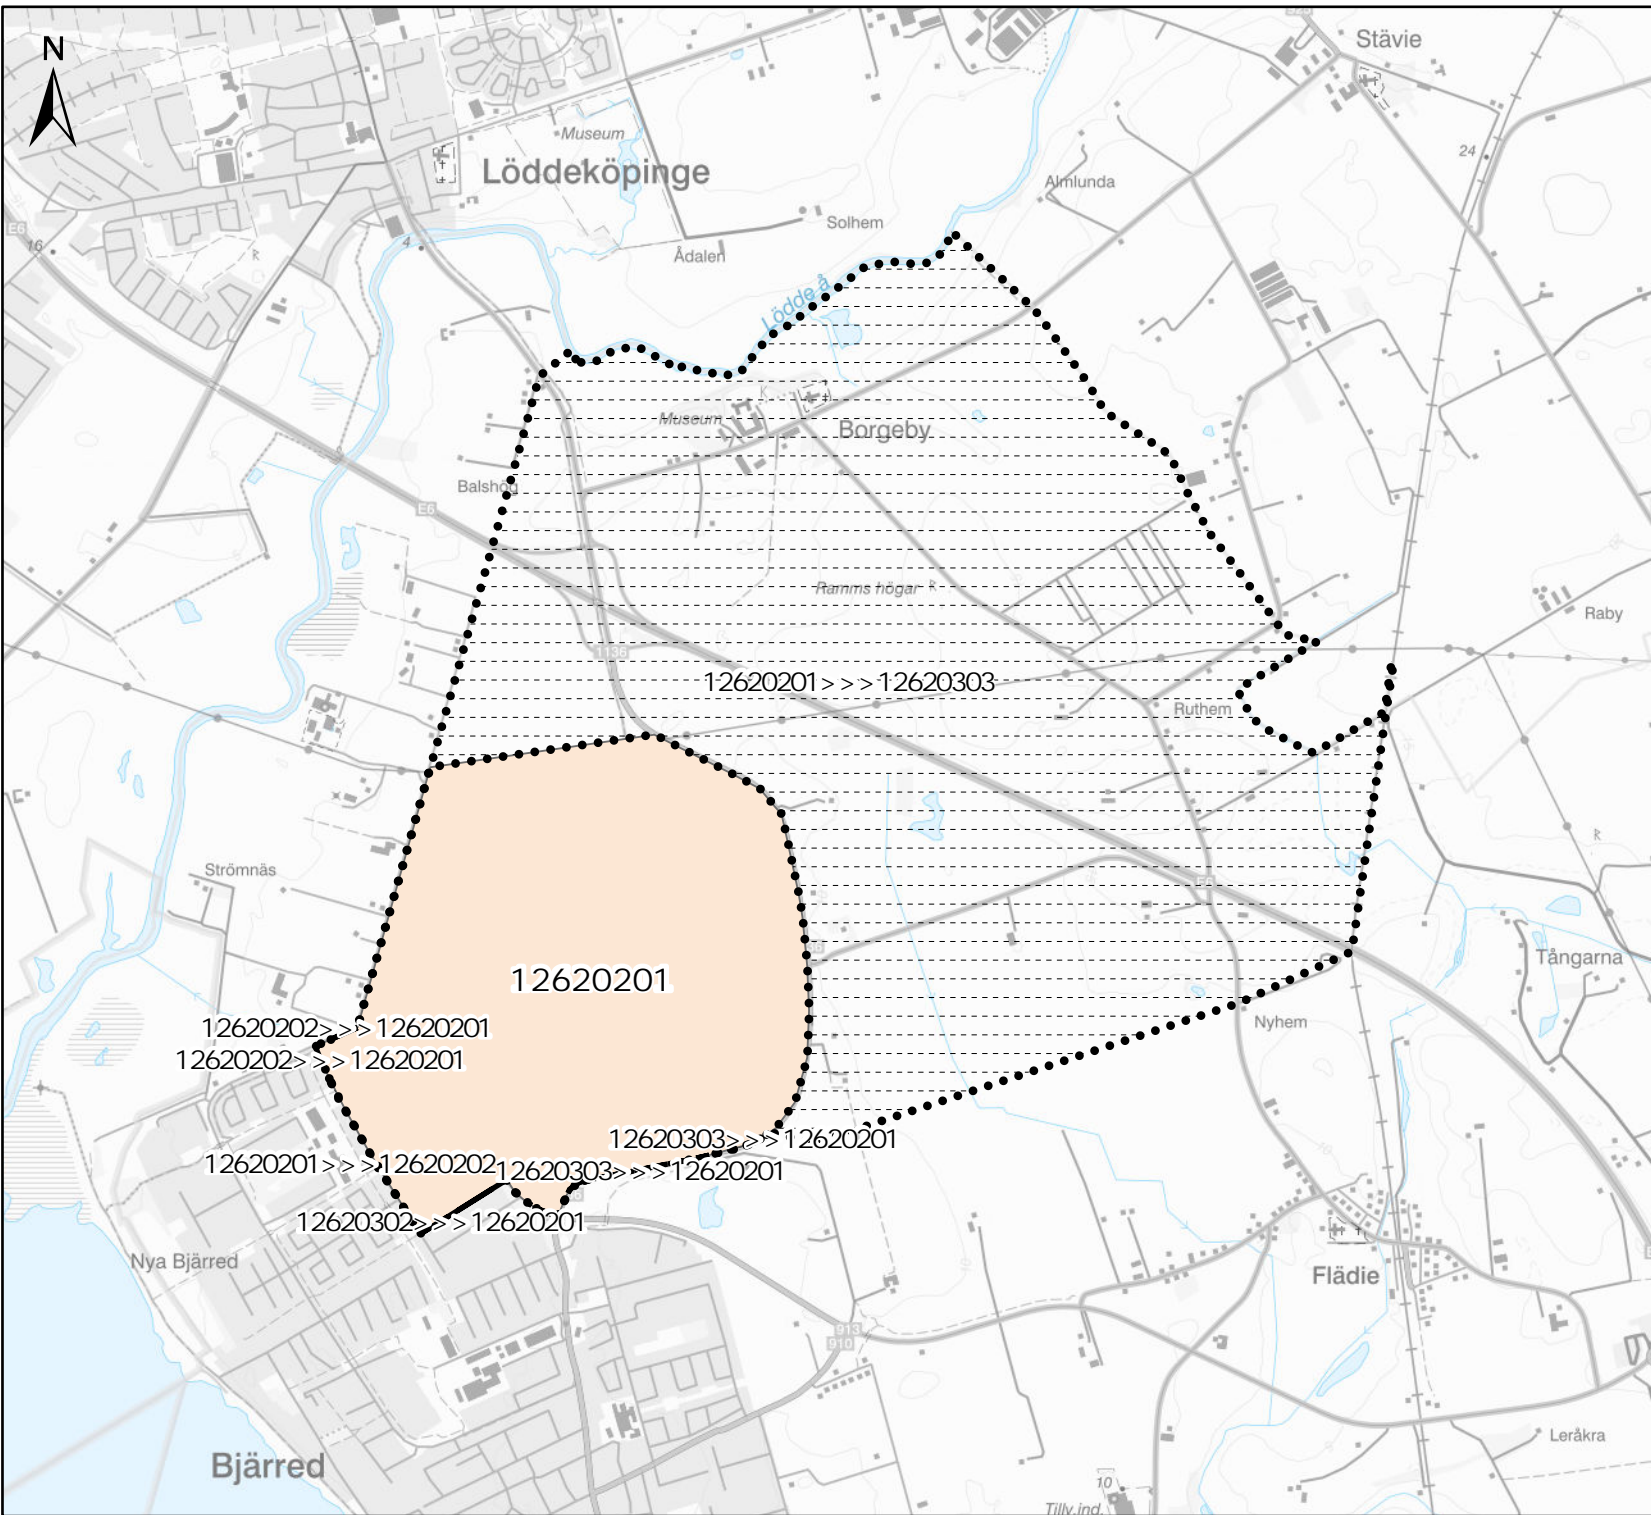 N
Stävie
E6
16
4
Museum
Löddeköpinge
24
Almlunda
Solhem
Ådalen
Lödde å
Museum
Borgeby
Balshög
E6
Ramms högar
R
Raby
1136
12620201>>>12620303
Ruthem
Strömnäs
E6
R
12620201
Tångarna
Nyhem
12620202>>>12620201
12620202>>>12620201
12620303>>>12620201
12620201>>>12620202
12620303>>>12620201
12620302>>>12620201
Nya Bjärred
Flädie
913
910
Bjärred
Leråkra
10
Tilly.ind.